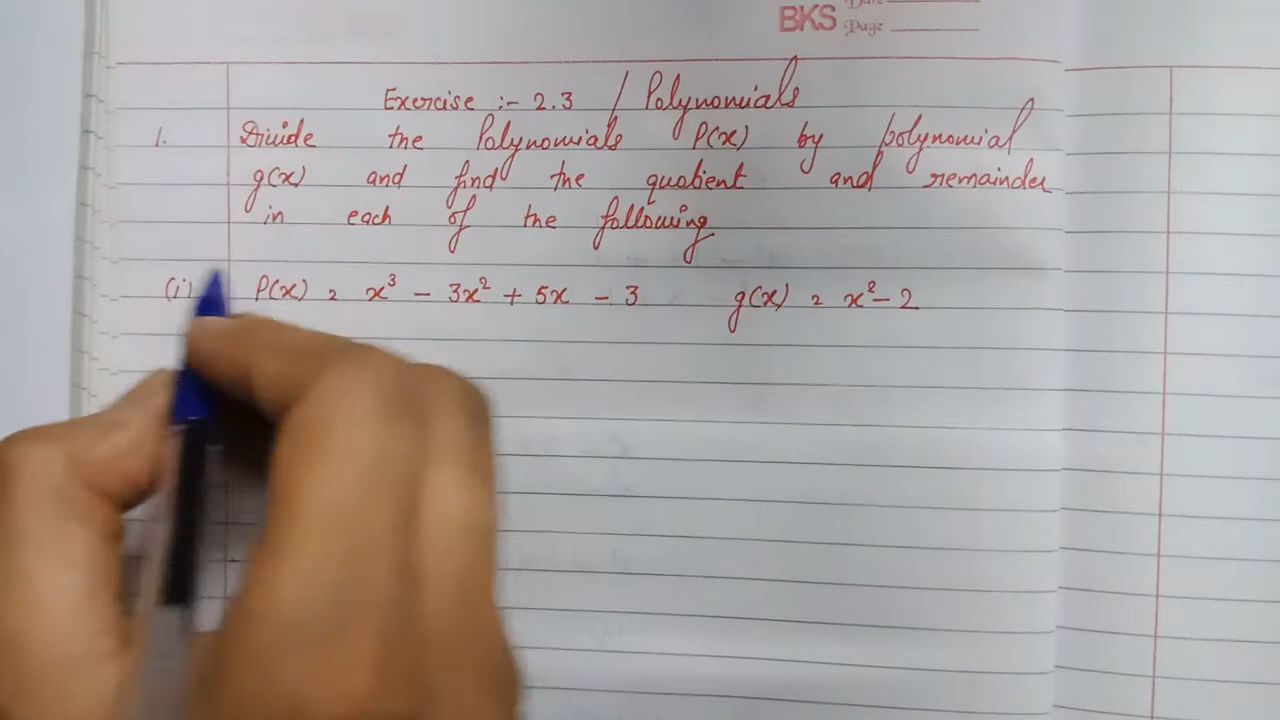 BKS Date
Page
Exercise :- 2.3 / Polynomials
1. Divide the Polynomials P(x) by polynomial
g(x) and find the quotient and remainder
in each of the following
(i) P(x) = x³ - 3x² + 5x - 3 g(x) = x² - 2